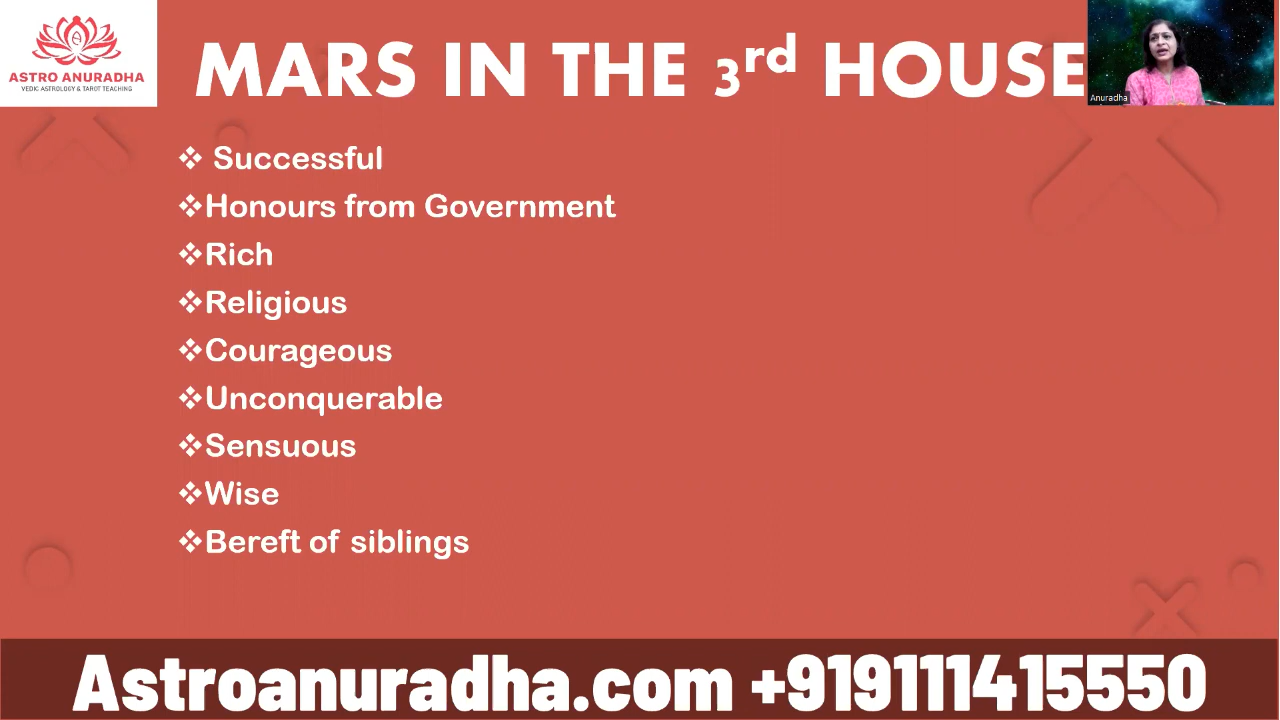 ASTRO ANURADHA
VEDIC ASTROLOGY & TAROT TEACHING
MARS IN THE 3rd HOUSE
Anuradha
❖ Successful
❖Honours from Government
❖Rich
❖Religious
❖Courageous
❖Unconquerable
❖Sensuous
❖Wise
❖Bereft of siblings
Astroanuradha.com +919111415550